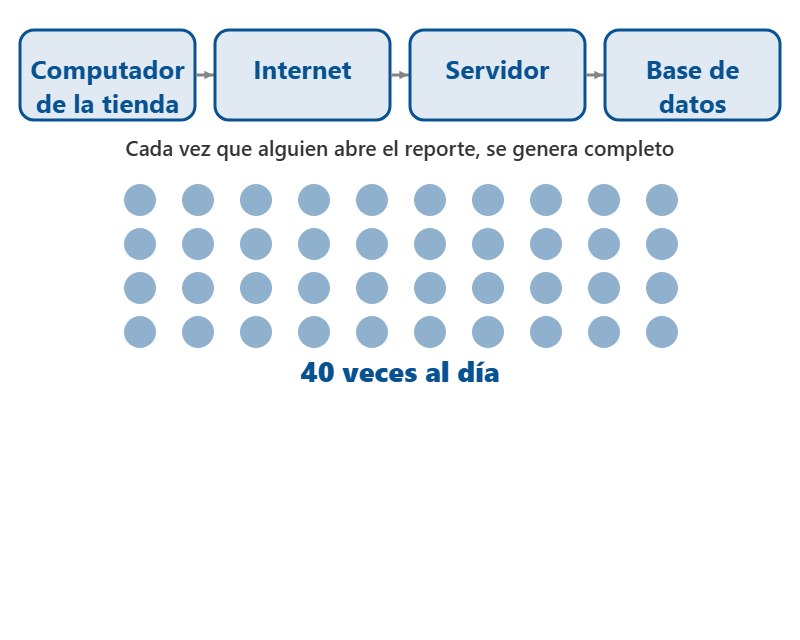 Computador
de la tienda
Internet
Servidor
Base de
datos
Cada vez que alguien abre el reporte, se genera completo
40 veces al día